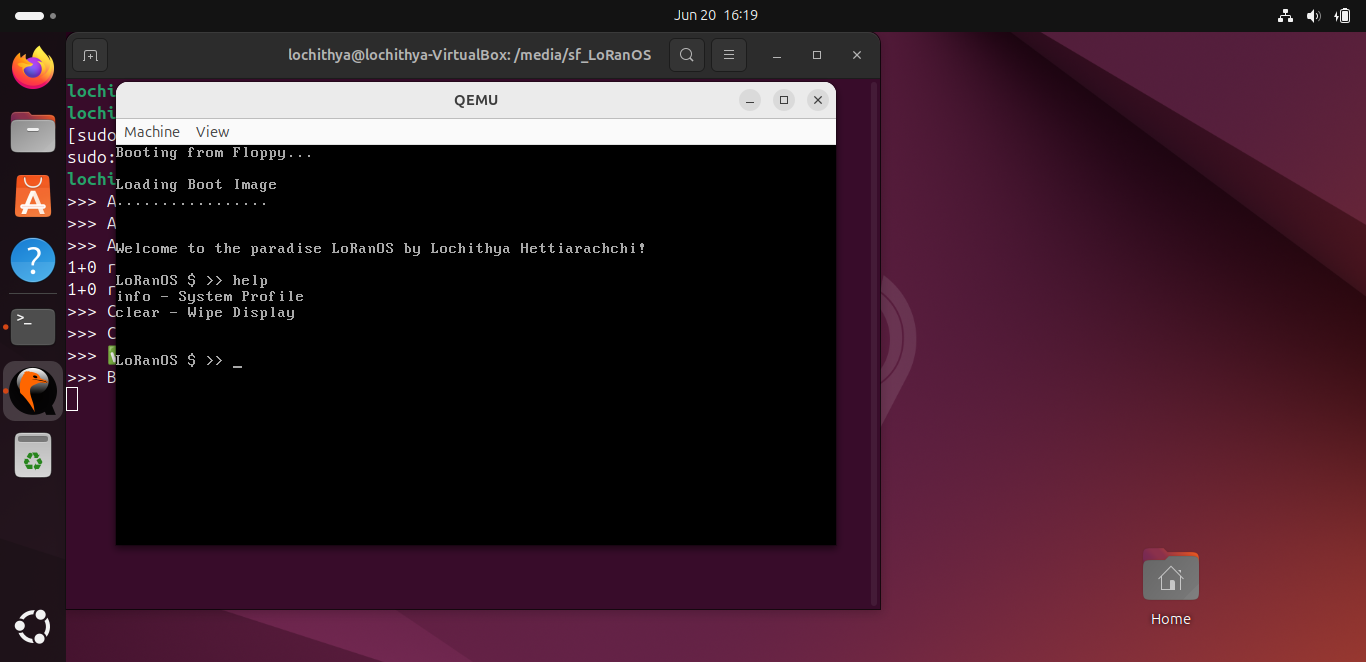 Jun 20 16:19
lochithya@lochithya-VirtualBox: /media/sf_LoRanOS
lochi
lochi
[sudo
sudo:
lochi
>>> A
>>> A
>>> A
1+0 r
1+0 r
>>> C
>>> C
>>>
>>> B
QEMU
Machine View
Booting from Floppy...
Loading Boot Image
.................
Welcome to the paradise LoRanOS by Lochithya Hettiarachchi!
LoRanOS $ >> help
info - System Profile
clear - Wipe Display
LoRanOS $ >> _
Home